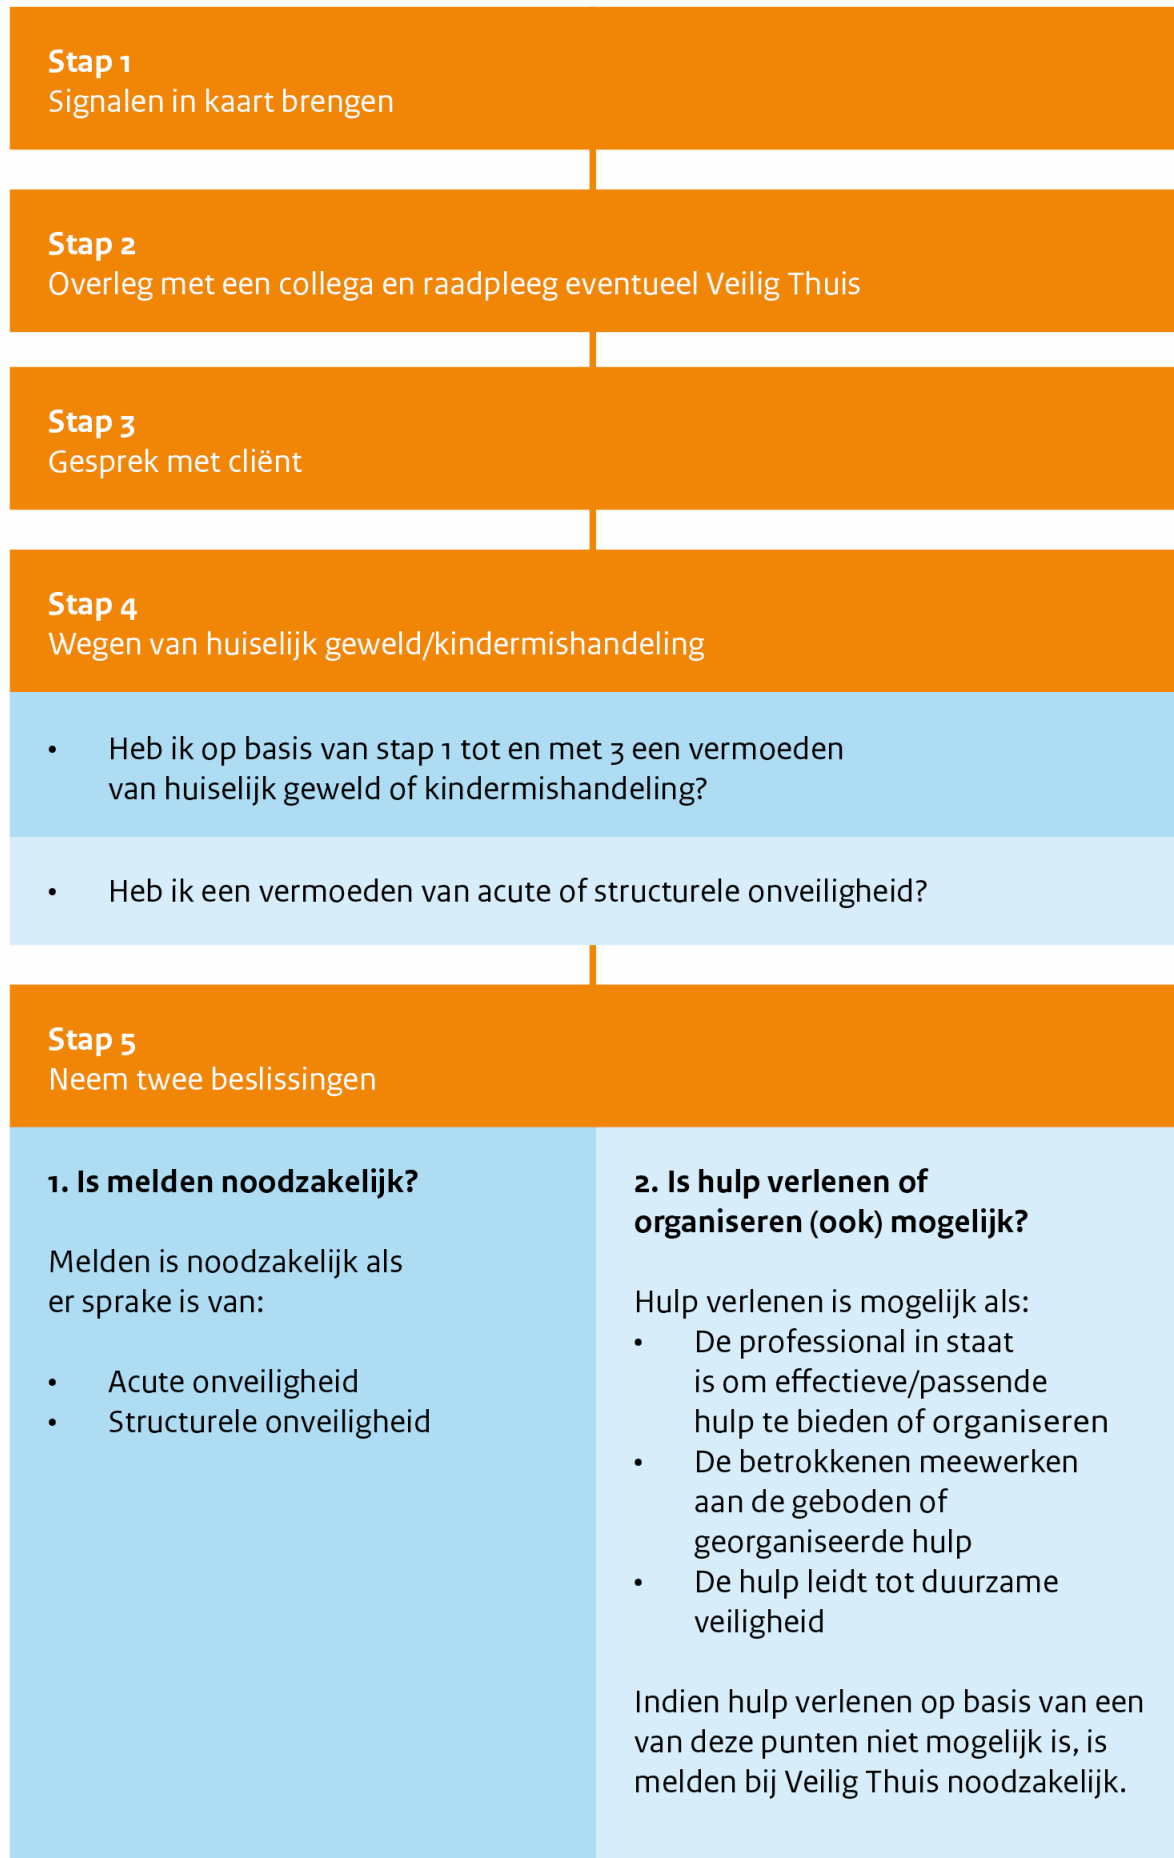 Stap 1
Signalen in kaart brengen
Stap 2
Overleg met een collega en raadpleeg eventueel Veilig Thuis
Stap 3
Gesprek met cliënt
Stap 4
Wegen van huiselijk geweld/kindermishandeling
• Heb ik op basis van stap 1 tot en met 3 een vermoeden
van huiselijk geweld of kindermishandeling?
• Heb ik een vermoeden van acute of structurele onveiligheid?
Stap 5
Neem twee beslissingen
1. Is melden noodzakelijk?
Melden is noodzakelijk als
er sprake is van:
• Acute onveiligheid
• Structurele onveiligheid
2. Is hulp verlenen of
organiseren (ook) mogelijk?
Hulp verlenen is mogelijk als:
• De professional in staat
is om effectieve/passende
hulp te bieden of organiseren
• De betrokkenen meewerken
aan de geboden of
georganiseerde hulp
• De hulp leidt tot duurzame
veiligheid
Indien hulp verlenen op basis van een
van deze punten niet mogelijk is, is
melden bij Veilig Thuis noodzakelijk.